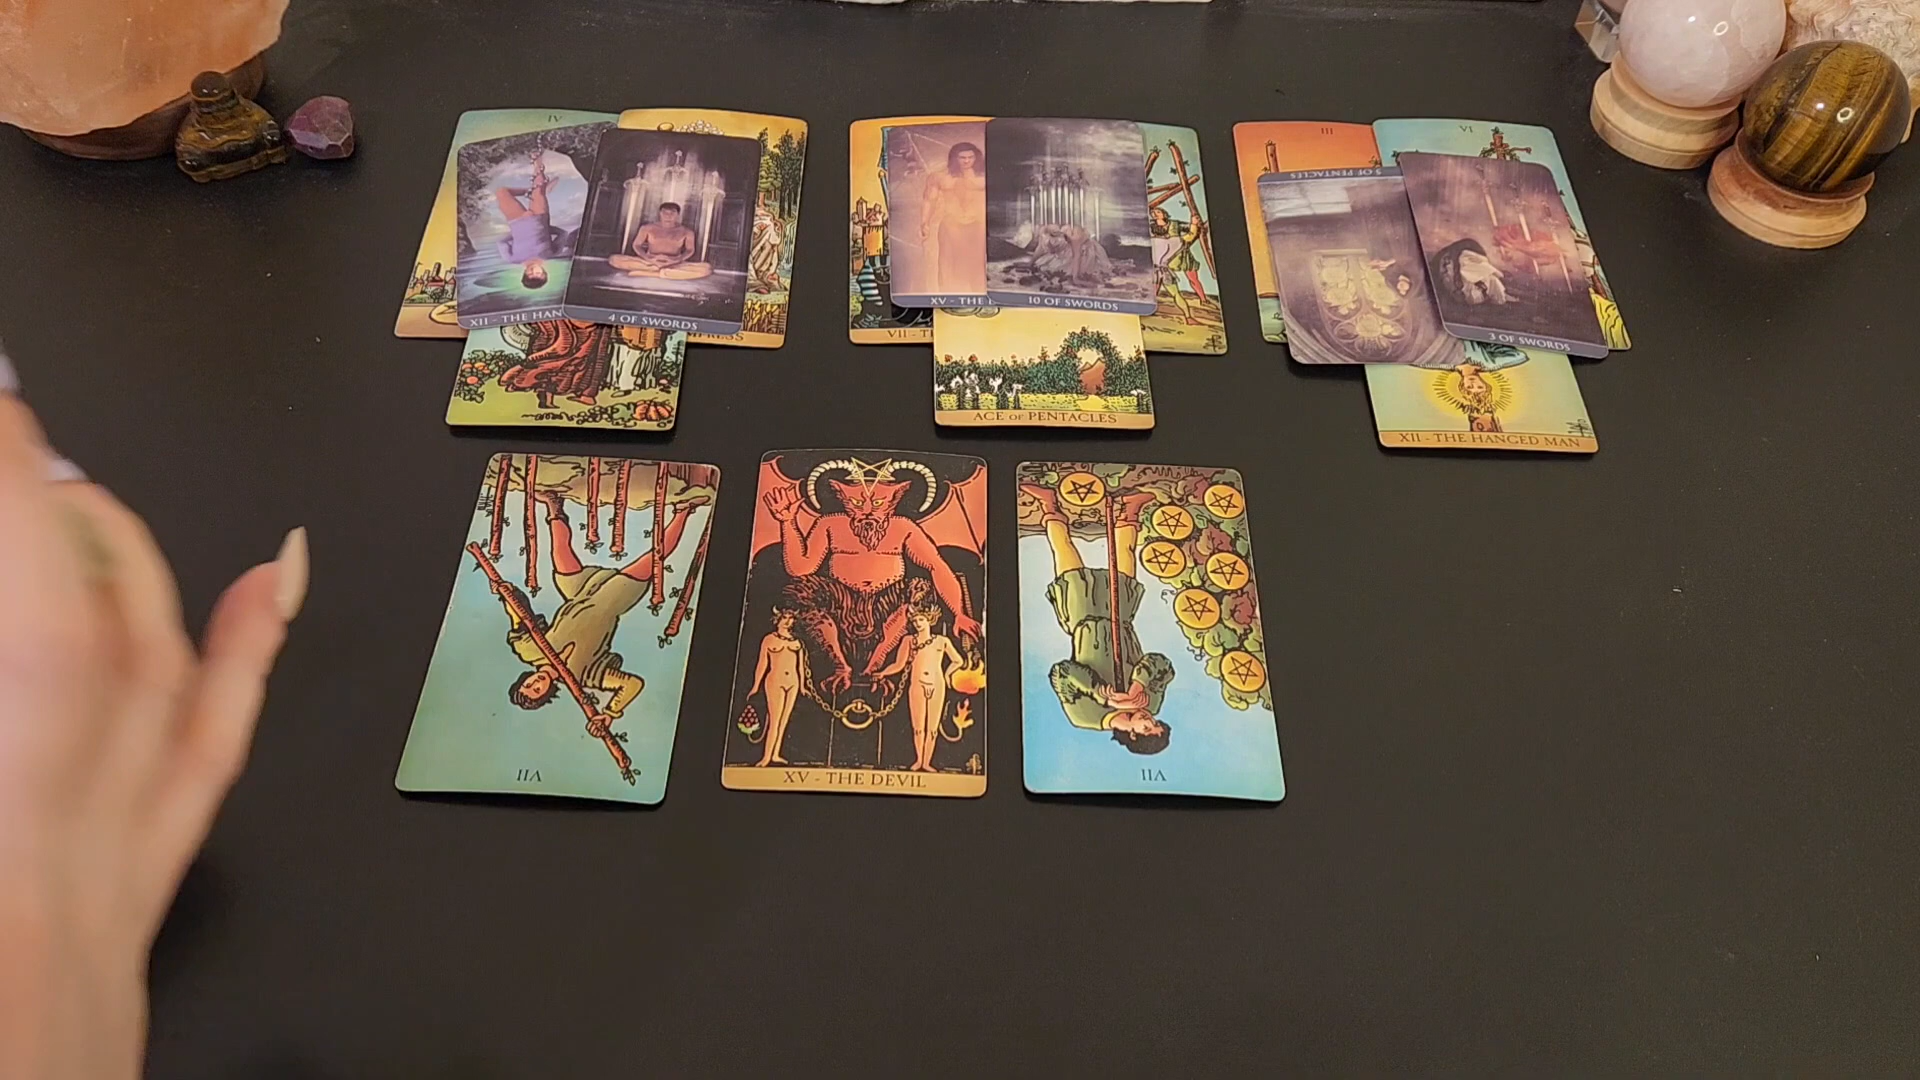 IV
XII - THE HAN
4 OF SWORDS
PRESS
VII - T
XV - THE
10 OF SWORDS
ACE OF PENTACLES
III
VI
5 OF PENTACLES
3 OF SWORDS
XII - THE HANGED MAN
VII
XV - THE DEVIL
VII